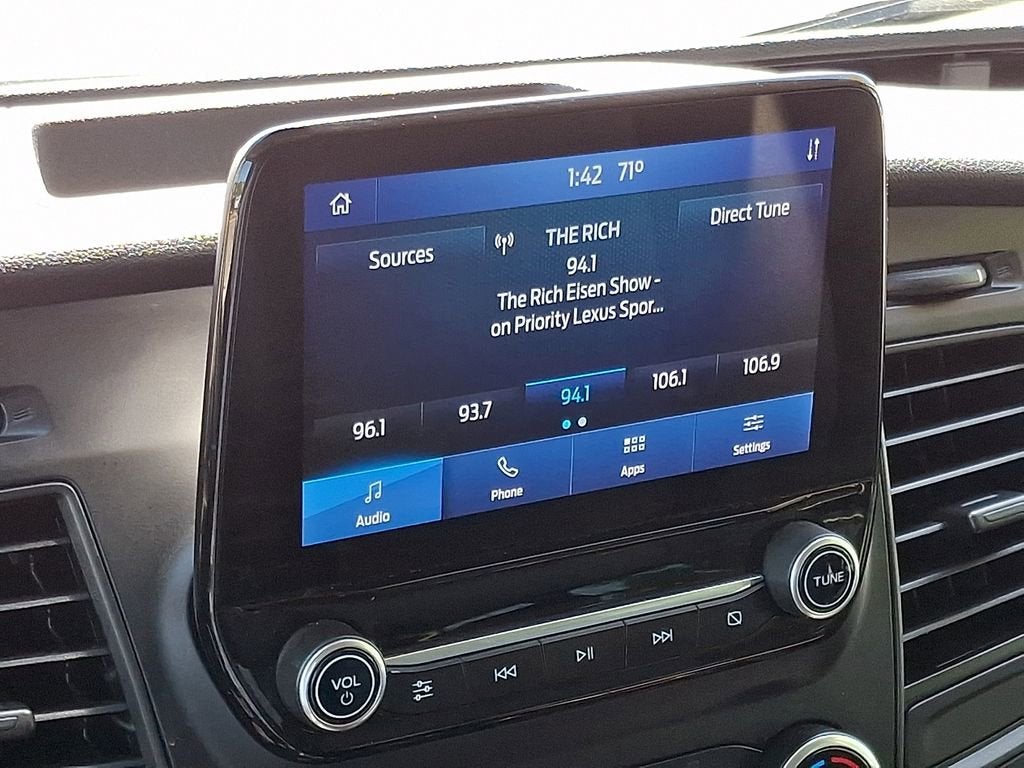 1:42 71°
Sources
THE RICH
Direct Tune
94.1
The Rich Eisen Show -
on Priority Lexus Spor...
96.1
93.7
94.1
106.1
106.9
Audio
Phone
Apps
Settings
VOL
TUNE